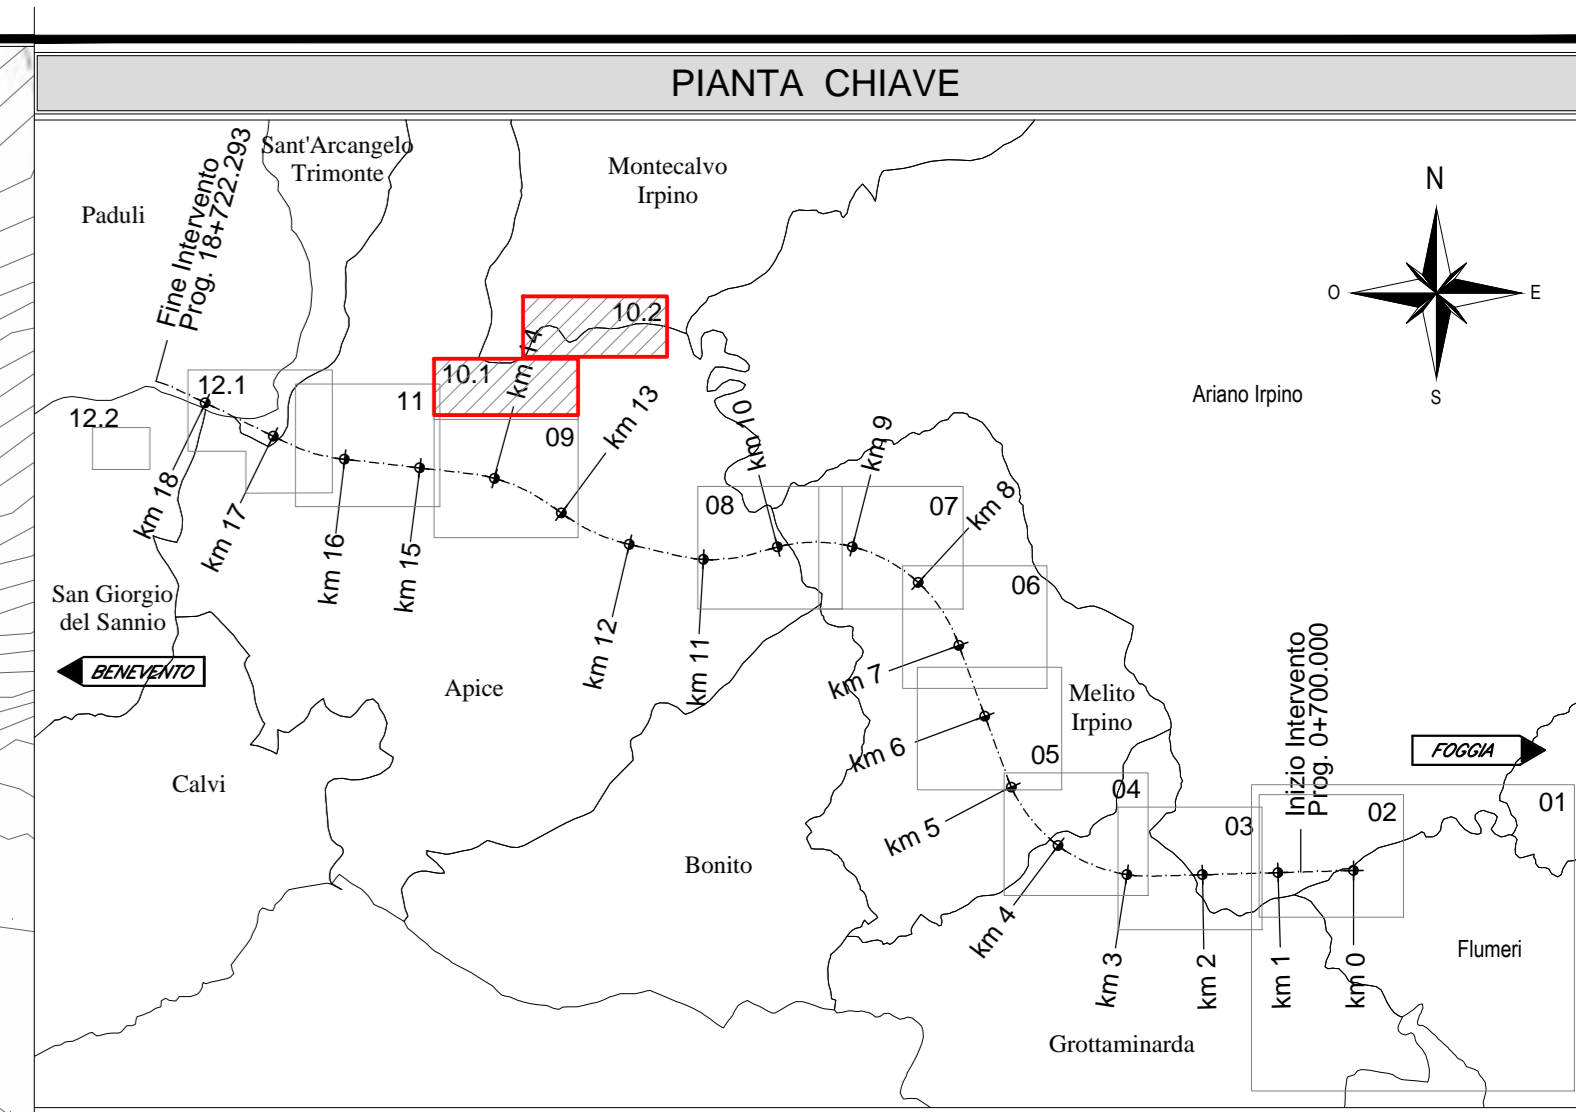 PIANTA CHIAVE
Paduli
Fine Intervento
Prog. 18+722.293
Sant'Arcangelo
Trimonte
Montecalvo
Irpino
N
O
E
S
Ariano Irpino
10.2
10.1
km 14
12.1
12.2
11
09
km 13
km 10
km 9
08
07
km 8
06
km 18
km 17
km 16
km 15
km 12
km 11
km 7
km 6
San Giorgio
del Sannio
BENEVENTO
Apice
Calvi
Melito
Irpino
05
04
km 5
Inizio Intervento
Prog. 0+700.000
FOGGIA
01
02
03
Bonito
km 4
km 3
km 2
km 1
km 0
Flumeri
Grottaminarda